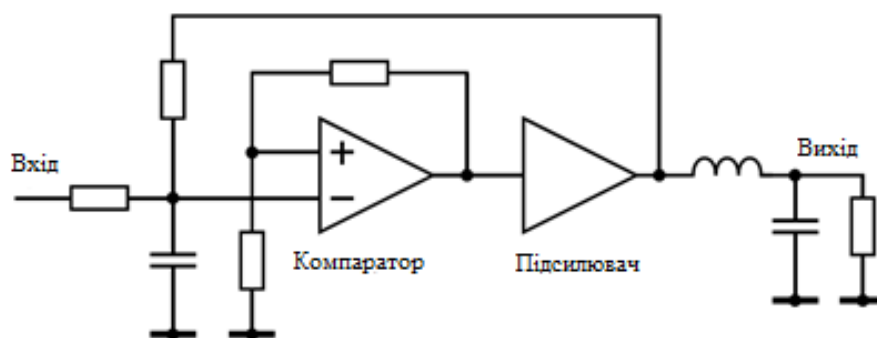 Вхід
+
−
Компаратор
Підсилювач
Вихід